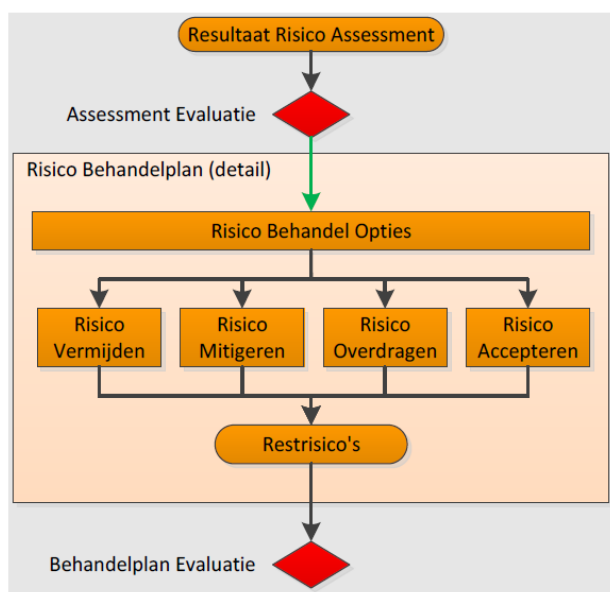 Resultaat Risico Assessment
Assessment Evaluatie
Risico Behandelplan (detail)
Risico Behandel Opties
Risico
Vermijden
Risico
Mitigeren
Risico
Overdragen
Risico
Accepteren
Restrisico's
Behandelplan Evaluatie